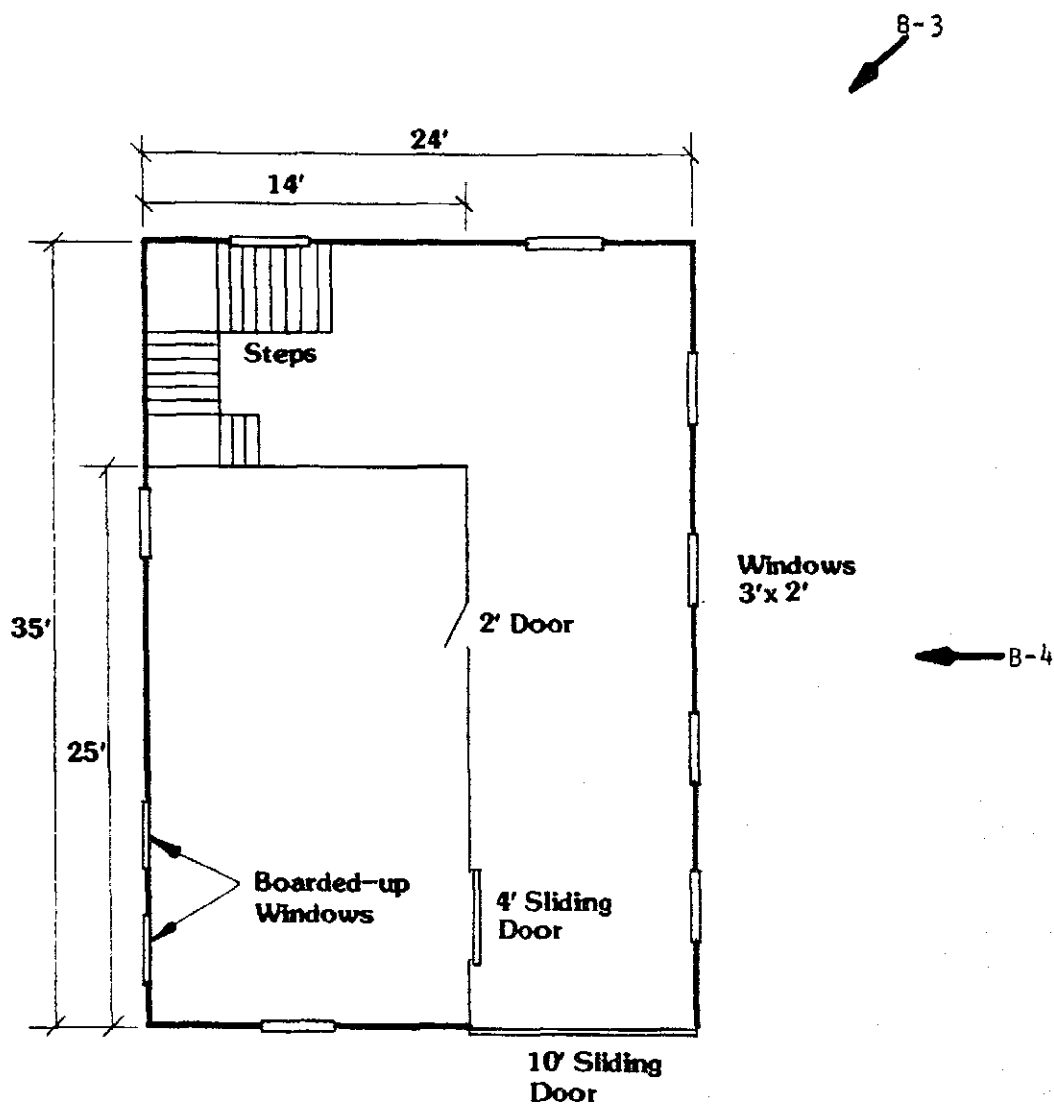 B-3
24'
14'
Steps
Windows
3'x 2'
2' Door
35'
B-4
25'
Boarded-up
Windows
4' Sliding
Door
10' Sliding
Door